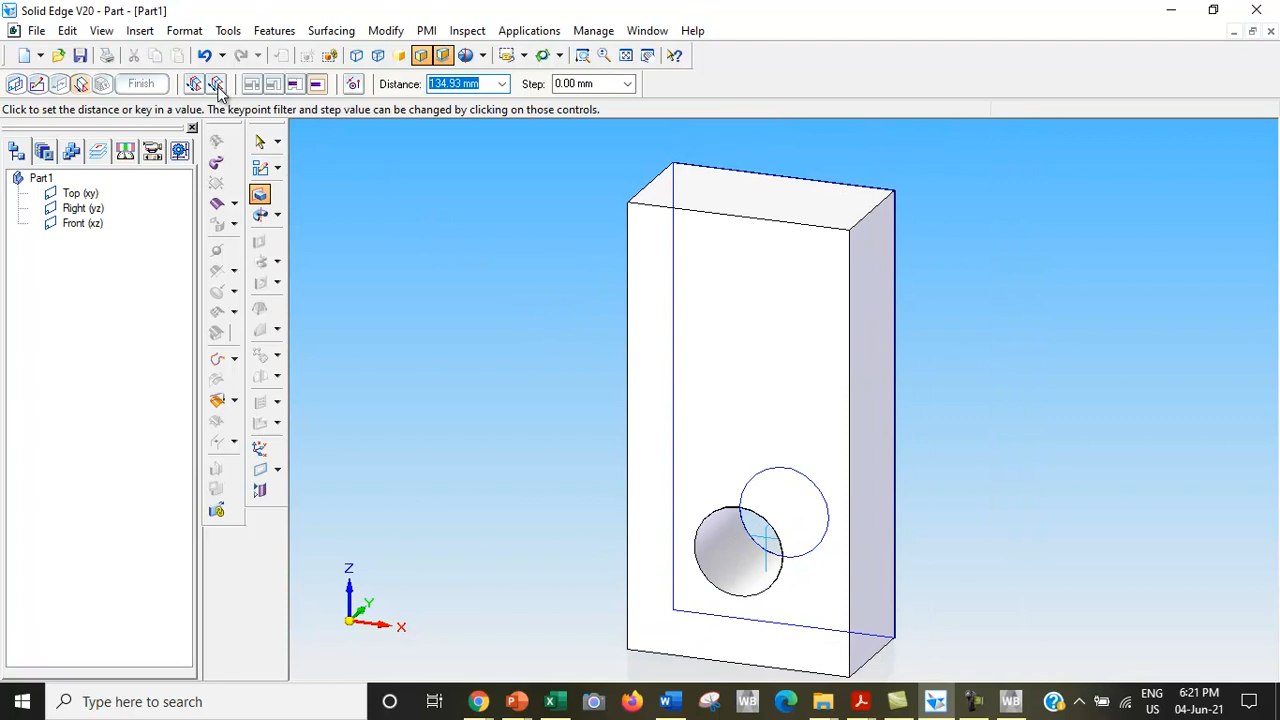 Solid Edge V20 - Part - [Part1]
File Edit View Insert Format Tools Features Surfacing Modify PMI Inspect Applications Manage Window Help
Finish Distance: 134.93 mm Step: 0.00 mm
Click to set the distance or key in a value. The keypoint filter and step value can be changed by clicking on those controls.
Part1
Top (xy)
Right (yz)
Front (xz)
Z
Y
X
Type here to search
ENG
US
6:21 PM
04-Jun-21